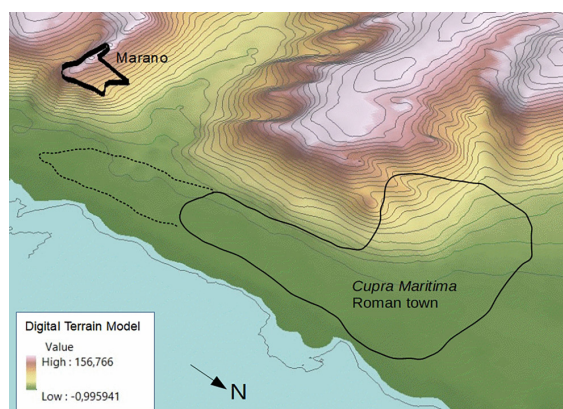 Marano
Cupra Maritima
Roman town
Digital Terrain Model
Value
High : 156,766
Low : -0,995941
N